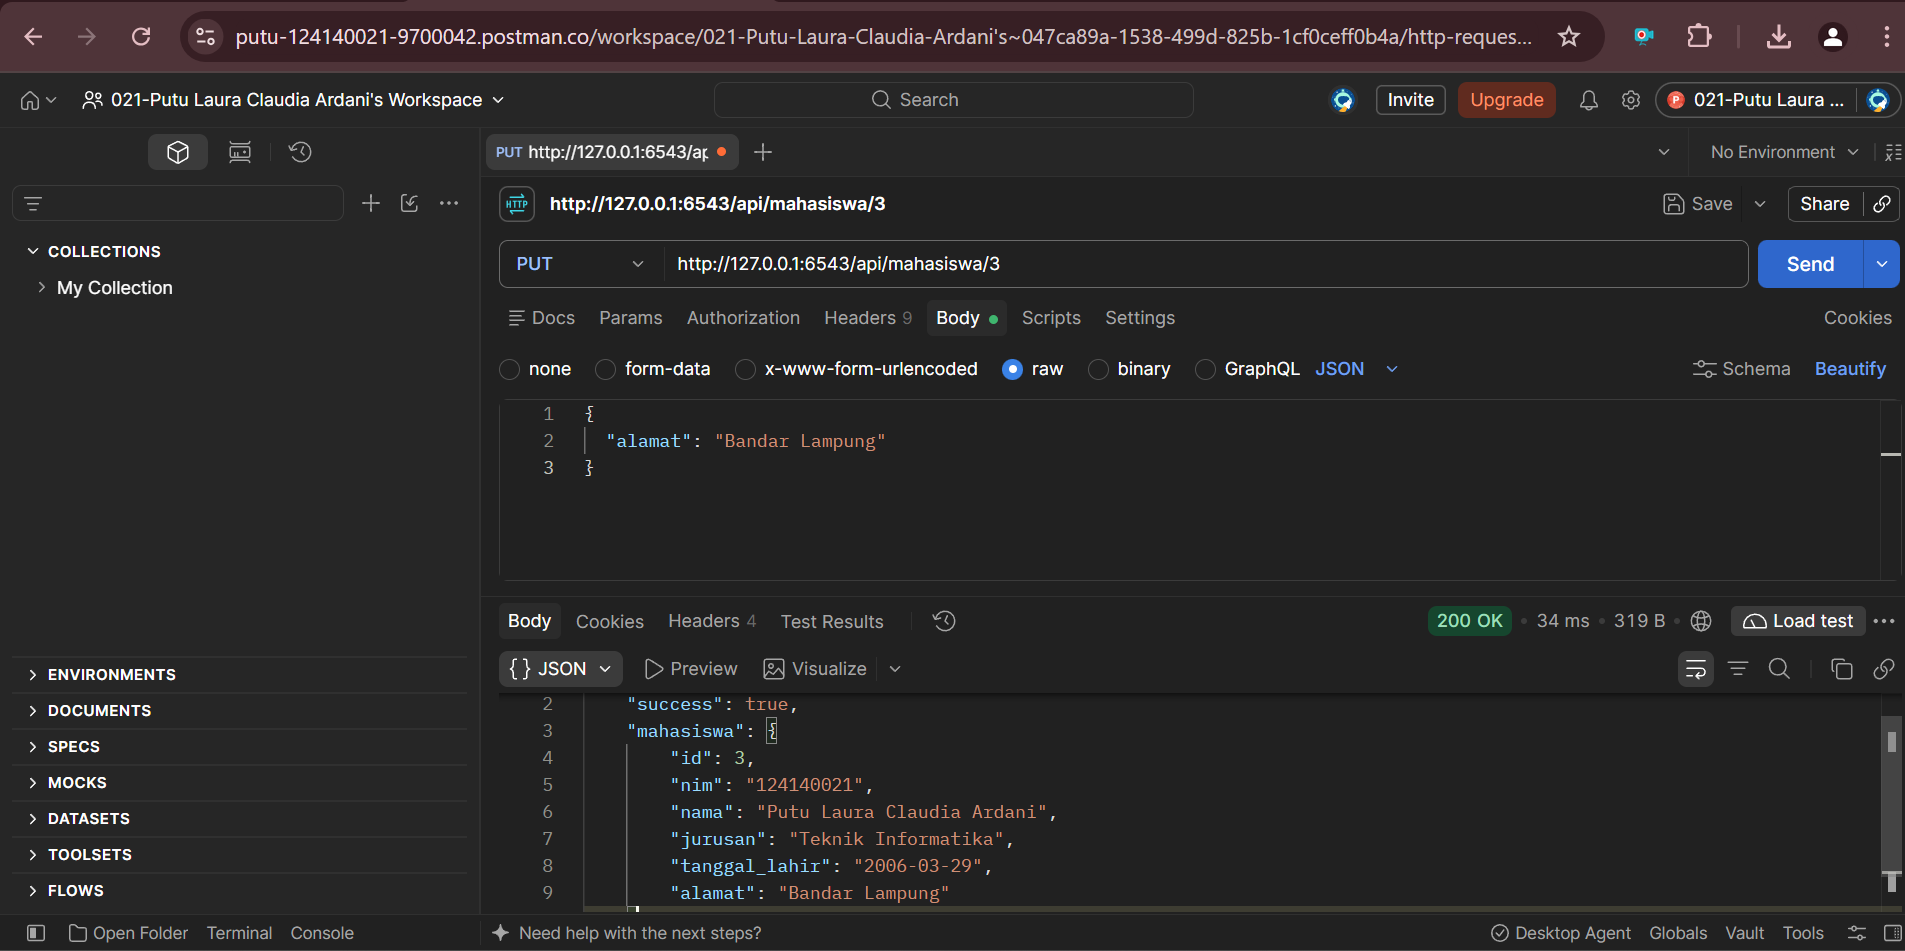 putu-124140021-9700042.postman.co/workspace/021-Putu-Laura-Claudia-Ardani's~047ca89a-1538-499d-825b-1cf0ceff0b4a/http-reques...
021-Putu Laura Claudia Ardani's Workspace
Search
Invite
Upgrade
P
021-Putu Laura ...
PUT http://127.0.0.1:6543/ap
No Environment
HTTP
http://127.0.0.1:6543/api/mahasiswa/3
Save
Share
PUT
http://127.0.0.1:6543/api/mahasiswa/3
Send
COLLECTIONS
My Collection
Docs Params Authorization Headers 9 Body Scripts Settings
Cookies
none form-data x-www-form-urlencoded raw binary GraphQL JSON
Schema Beautify
1 {
2 "alamat": "Bandar Lampung"
3 }
Body Cookies Headers 4 Test Results
200 OK • 34 ms • 319 B •
Load test
{ } JSON Preview Visualize
2 "success": true,
3 "mahasiswa": {
4 "id": 3,
5 "nim": "124140021",
6 "nama": "Putu Laura Claudia Ardani",
7 "jurusan": "Teknik Informatika",
8 "tanggal_lahir": "2006-03-29",
9 "alamat": "Bandar Lampung"
ENVIRONMENTS
DOCUMENTS
SPECS
MOCKS
DATASETS
TOOLSETS
FLOWS
Open Folder Terminal Console
Need help with the next steps?
Desktop Agent Globals Vault Tools